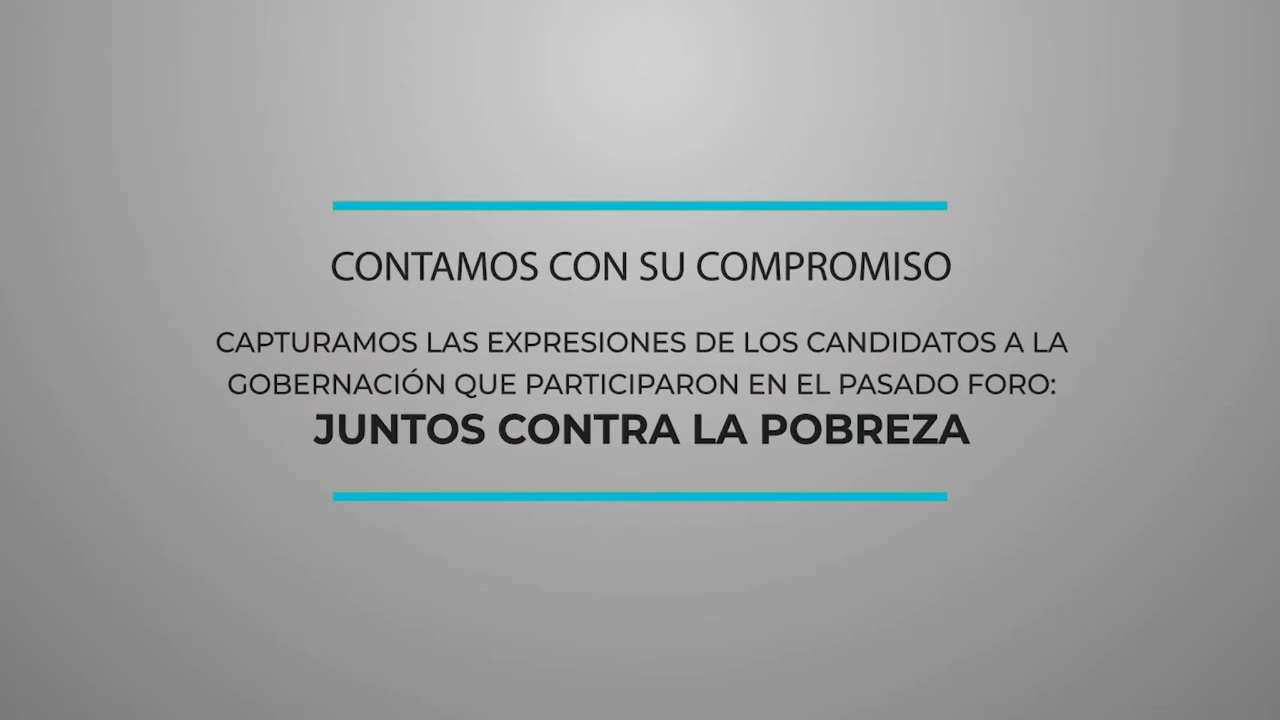 CONTAMOS CON SU COMPROMISO
CAPTURAMOS LAS EXPRESIONES DE LOS CANDIDATOS A LA
GOBERNACIÓN QUE PARTICIPARON EN EL PASADO FORO:
JUNTOS CONTRA LA POBREZA